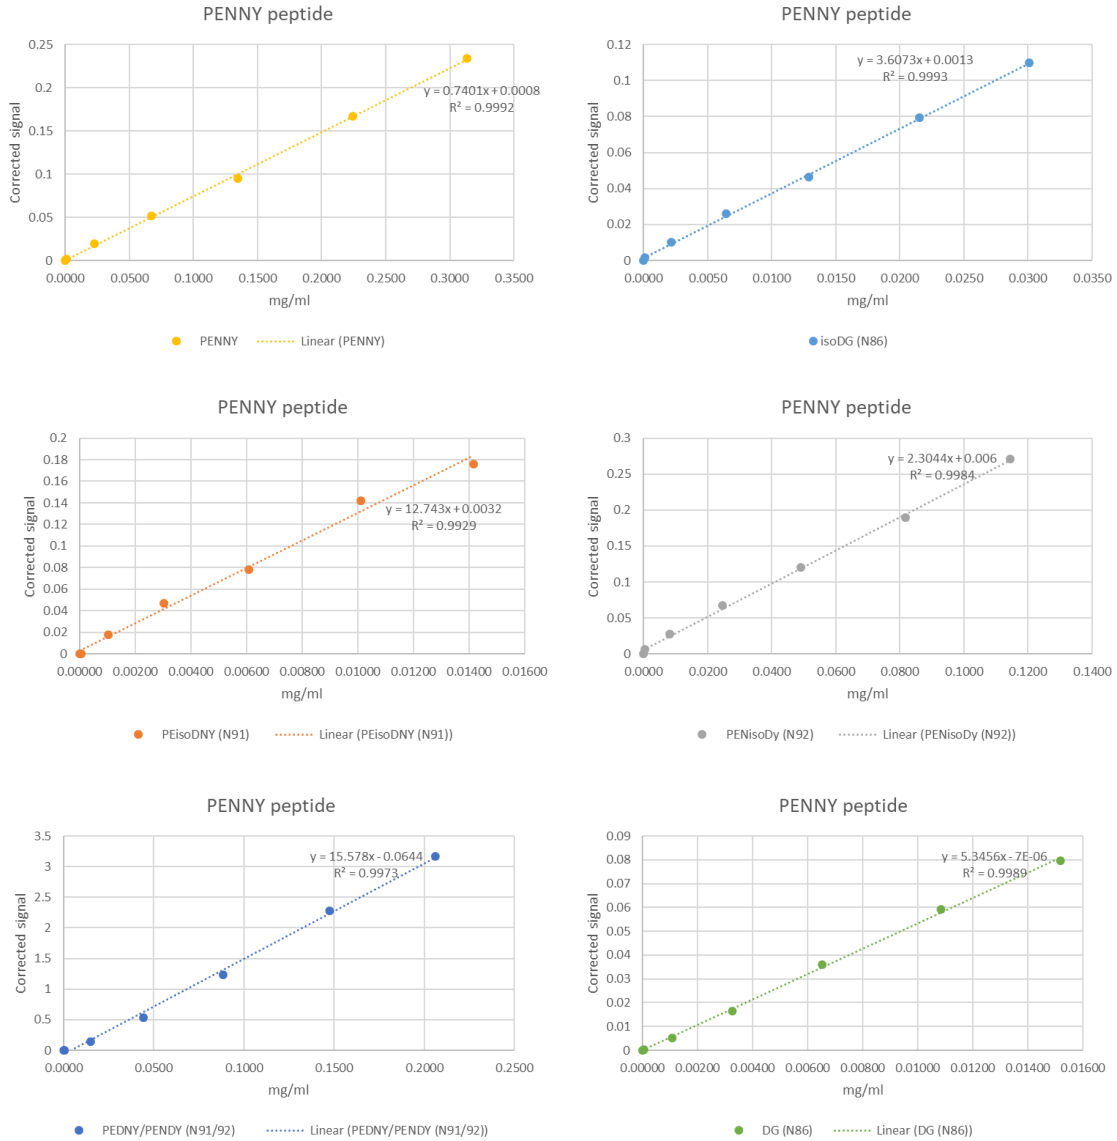 PENNY peptide
Corrected signal
0.25
0.2
0.15
0.1
0.05
0
y = 0.7401x + 0.0008
R² = 0.9992
0.0000 0.0500 0.1000 0.1500 0.2000 0.2500 0.3000 0.3500
mg/ml
PENNY Linear (PENNY)
PENNY peptide
Corrected signal
0.12
0.1
0.08
0.06
0.04
0.02
0
y = 3.6073x + 0.0013
R² = 0.9993
0.0000 0.0050 0.0100 0.0150 0.0200 0.0250 0.0300 0.0350
mg/ml
isoDG (N86)
PENNY peptide
Corrected signal
0.2
0.18
0.16
0.14
0.12
0.1
0.08
0.06
0.04
0.02
0
y = 12.743x + 0.0032
R² = 0.9929
0.00000 0.00200 0.00400 0.00600 0.00800 0.01000 0.01200 0.01400 0.01600
mg/ml
PEisoDNY (N91) Linear (PEisoDNY (N91))
PENNY peptide
Corrected signal
0.3
0.25
0.2
0.15
0.1
0.05
0
y = 2.3044x + 0.006
R² = 0.9984
0.0000 0.0200 0.0400 0.0600 0.0800 0.1000 0.1200 0.1400
mg/ml
PENisoDy (N92) Linear (PENisoDy (N92))
PENNY peptide
Corrected signal
3.5
3
2.5
2
1.5
1
0.5
0
y = 15.578x - 0.0644
R² = 0.9973
0.0000 0.0500 0.1000 0.1500 0.2000 0.2500
mg/ml
PEDNY/PENDY (N91/92) Linear (PEDNY/PENDY (N91/92))
PENNY peptide
Corrected signal
0.09
0.08
0.07
0.06
0.05
0.04
0.03
0.02
0.01
0
y = 5.3456x - 7E-06
R² = 0.9989
0.00000 0.00200 0.00400 0.00600 0.00800 0.01000 0.01200 0.01400 0.01600
mg/ml
DG (N86) Linear (DG (N86))